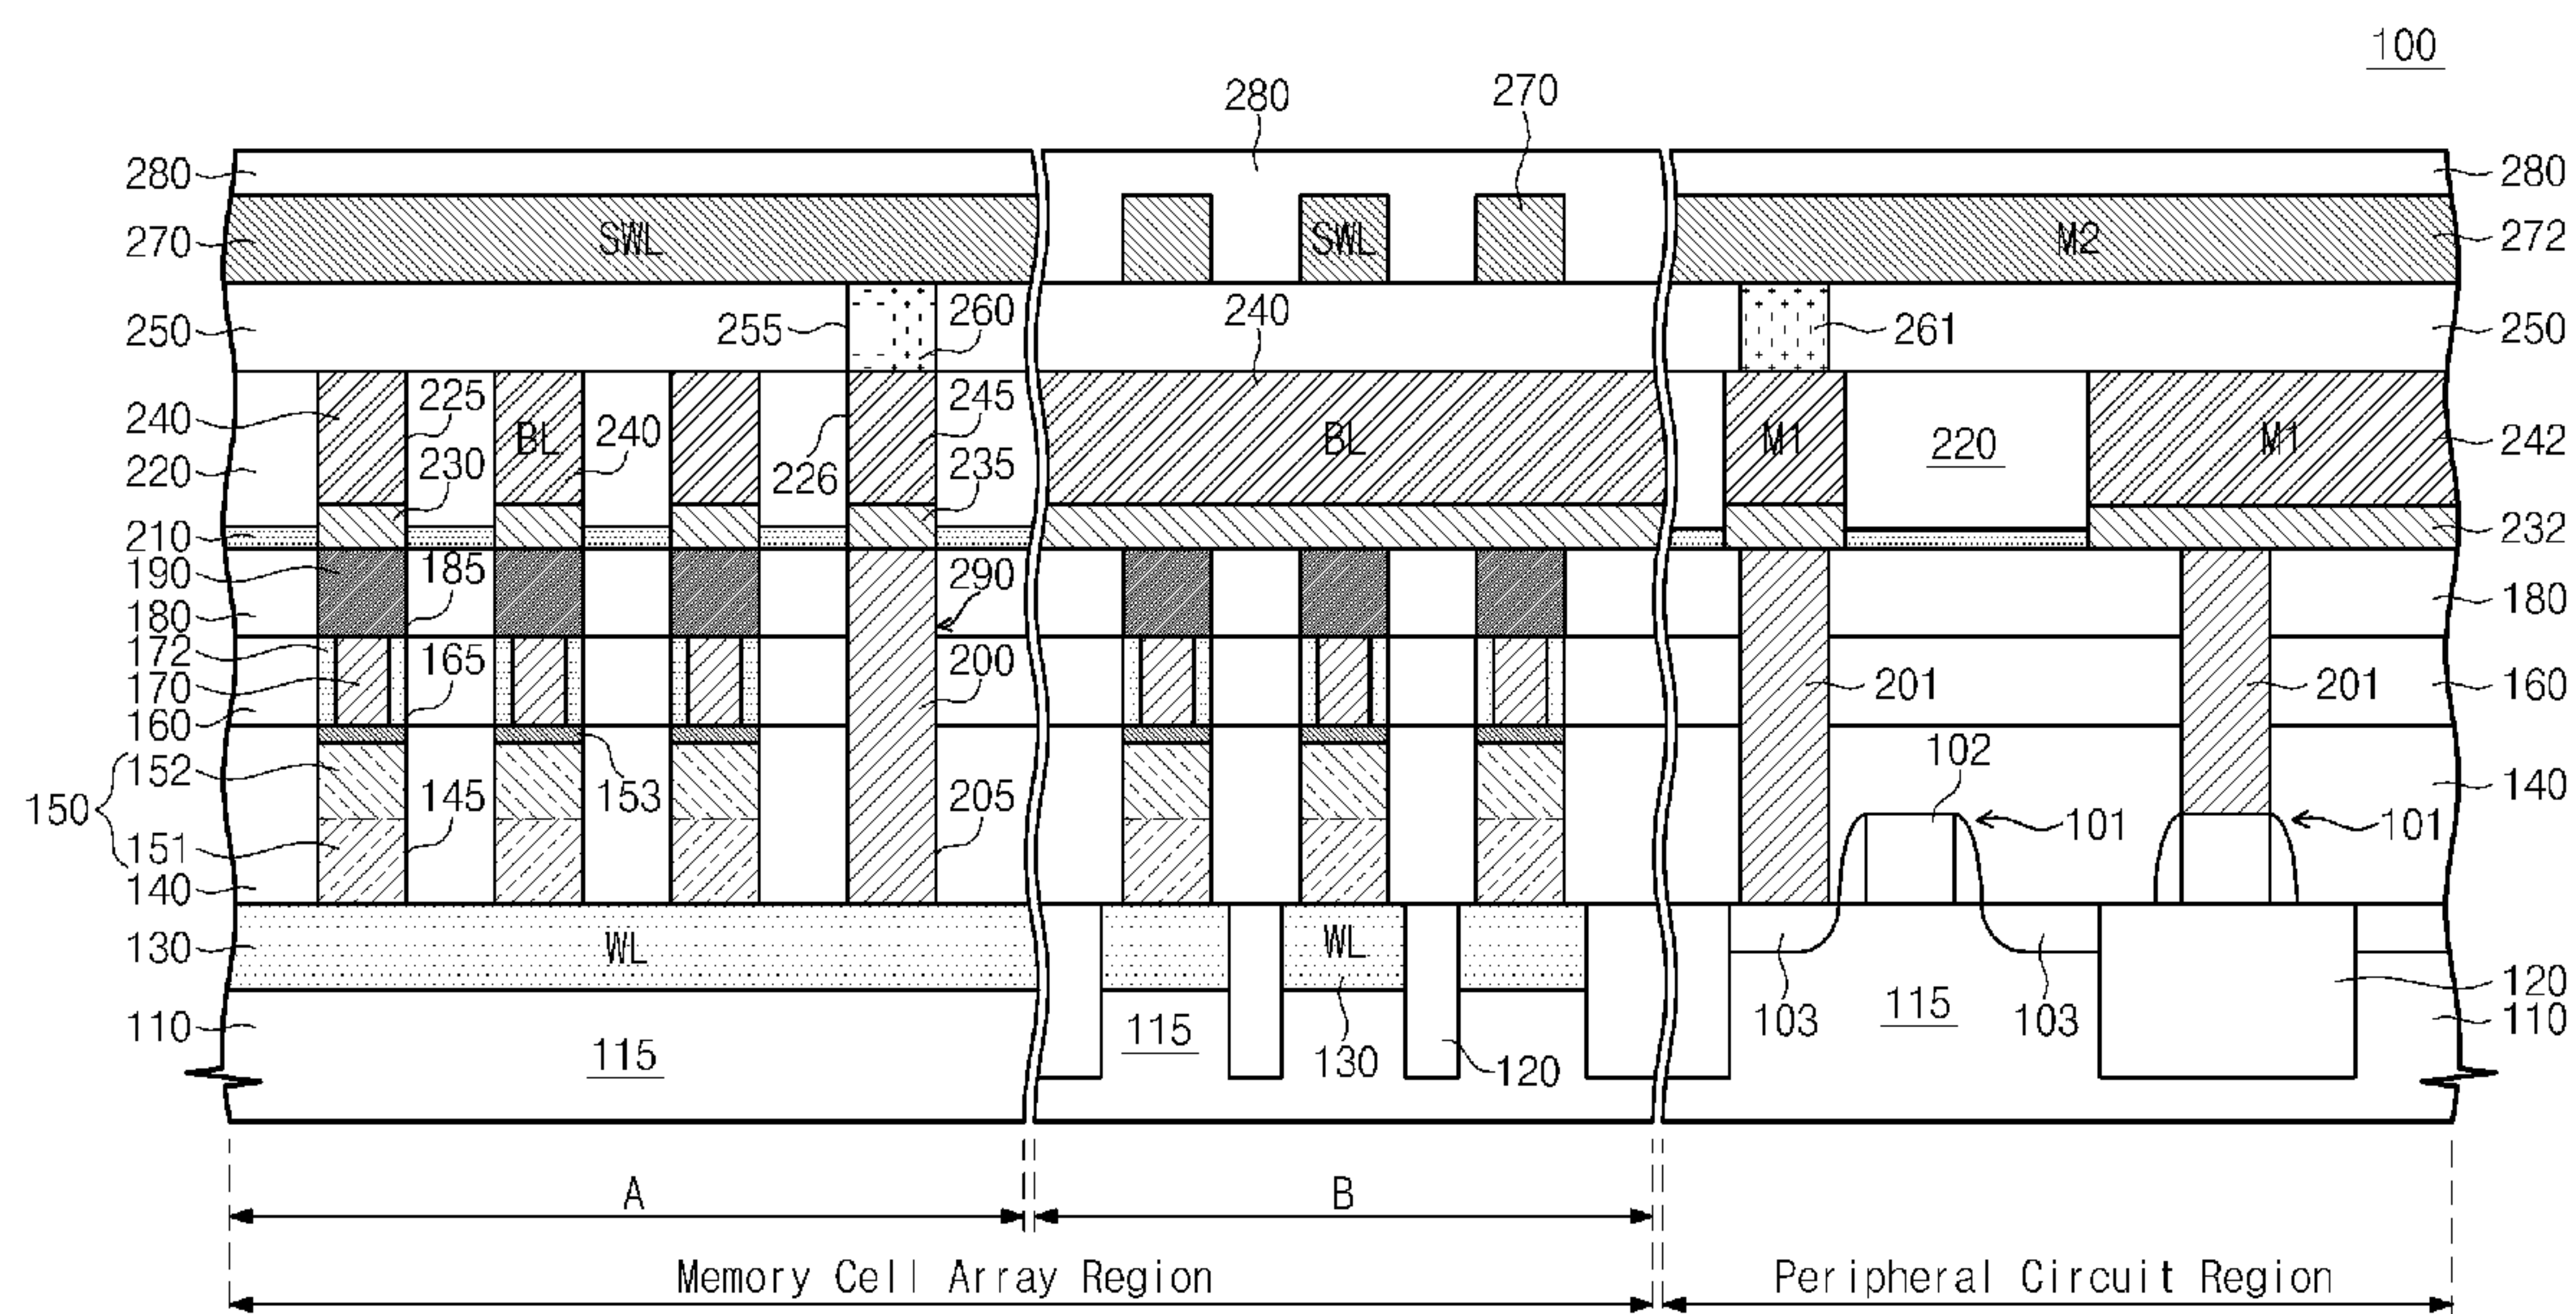 100
280 270
280 280
270 SWL SWL M2 272
250 255 260 240 261 250
240 225 BL 240 226 245 BL M1 220 M1 242
220 230 235
210 232
190 185 290
180 180
172 165 200
170 201 201 160
160
150 152 145 153 205 102 140
151 101 101
140
130 WL WL
110 115 115 130 120 103 115 103 120
110
A B
Memory Cell Array Region Peripheral Circuit Region